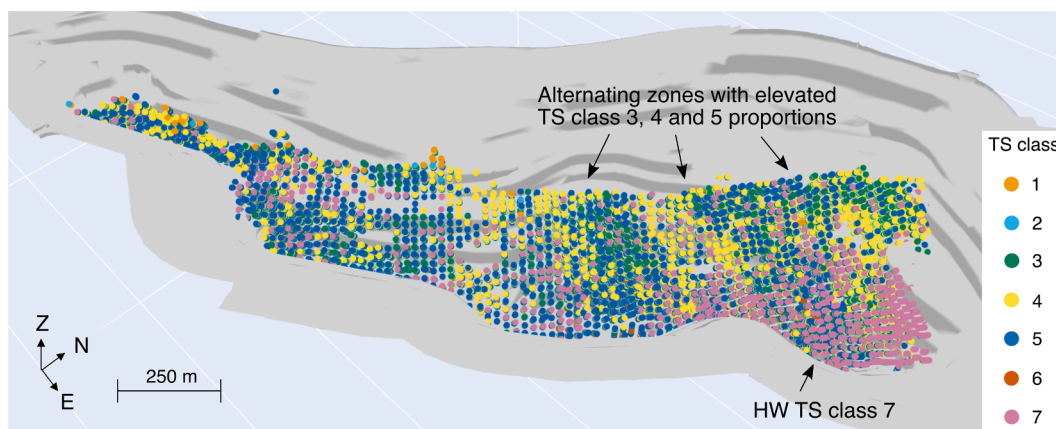 Alternating zones with elevated
TS class 3, 4 and 5 proportions
TS class
1
2
3
4
5
6
7
Z
N
E
250 m
HW TS class 7